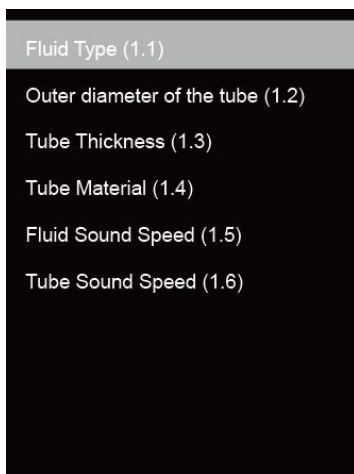 Fluid Type (1.1)
Outer diameter of the tube (1.2)
Tube Thickness (1.3)
Tube Material (1.4)
Fluid Sound Speed (1.5)
Tube Sound Speed (1.6)